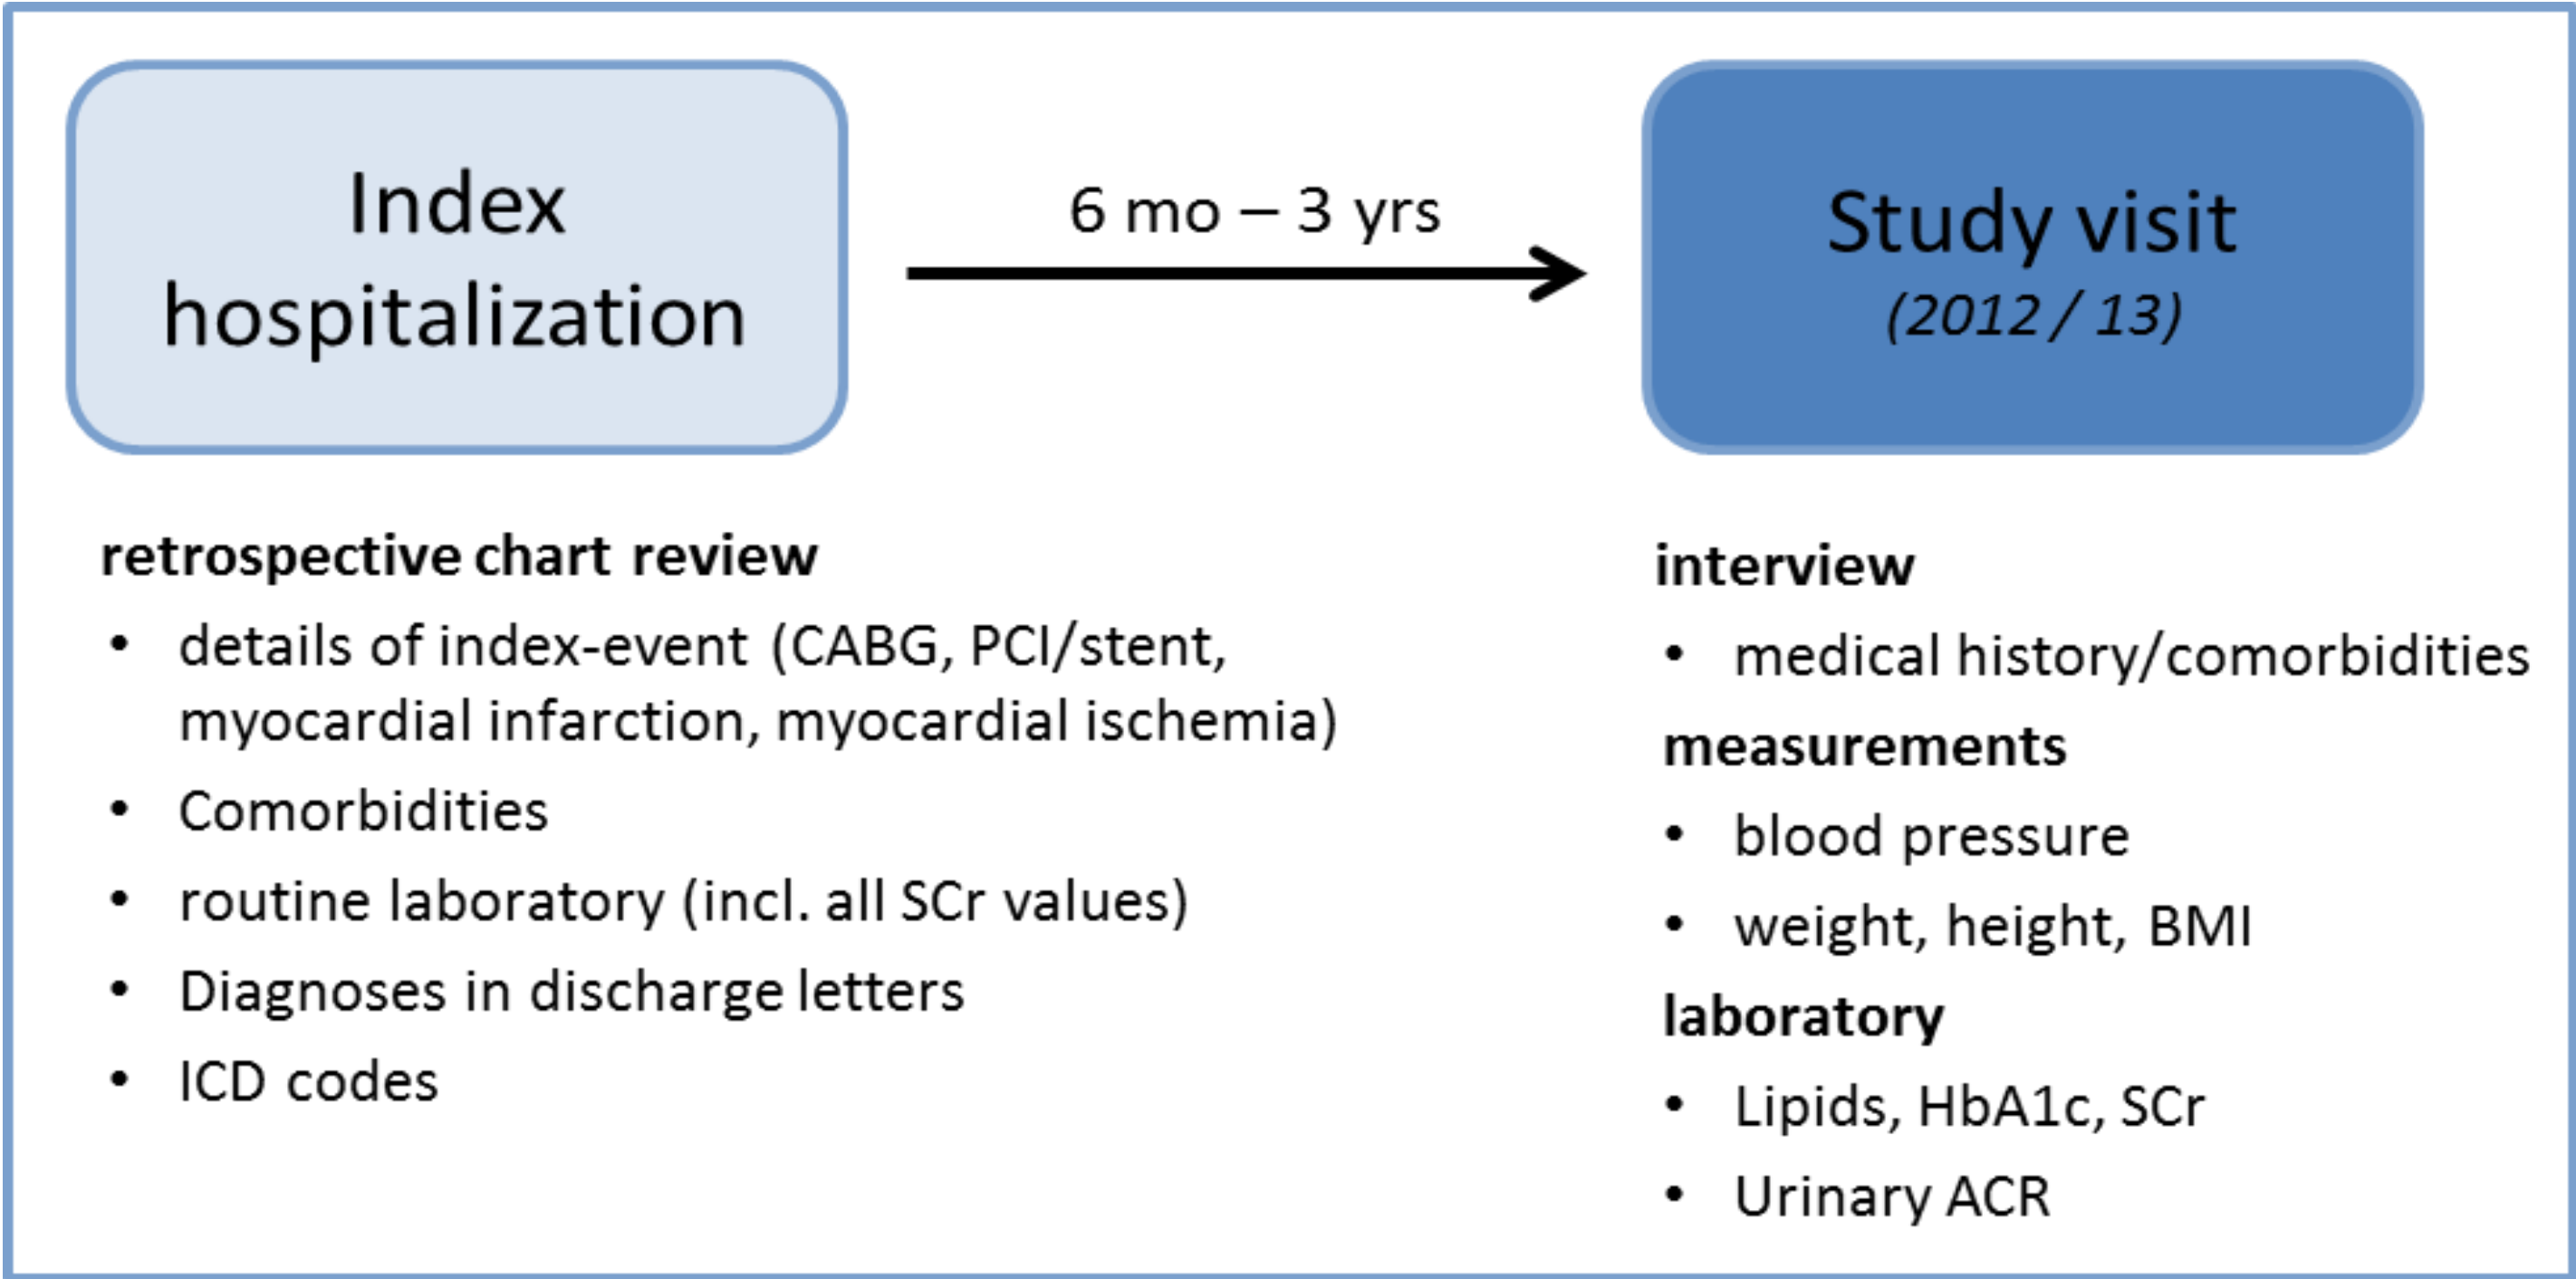 Index
hospitalization
6 mo – 3 yrs
Study visit
(2012 / 13)
retrospective chart review
• details of index-event (CABG, PCI/stent,
myocardial infarction, myocardial ischemia)
• Comorbidities
• routine laboratory (incl. all SCr values)
• Diagnoses in discharge letters
• ICD codes
interview
• medical history/comorbidities
measurements
• blood pressure
• weight, height, BMI
laboratory
• Lipids, HbA1c, SCr
• Urinary ACR